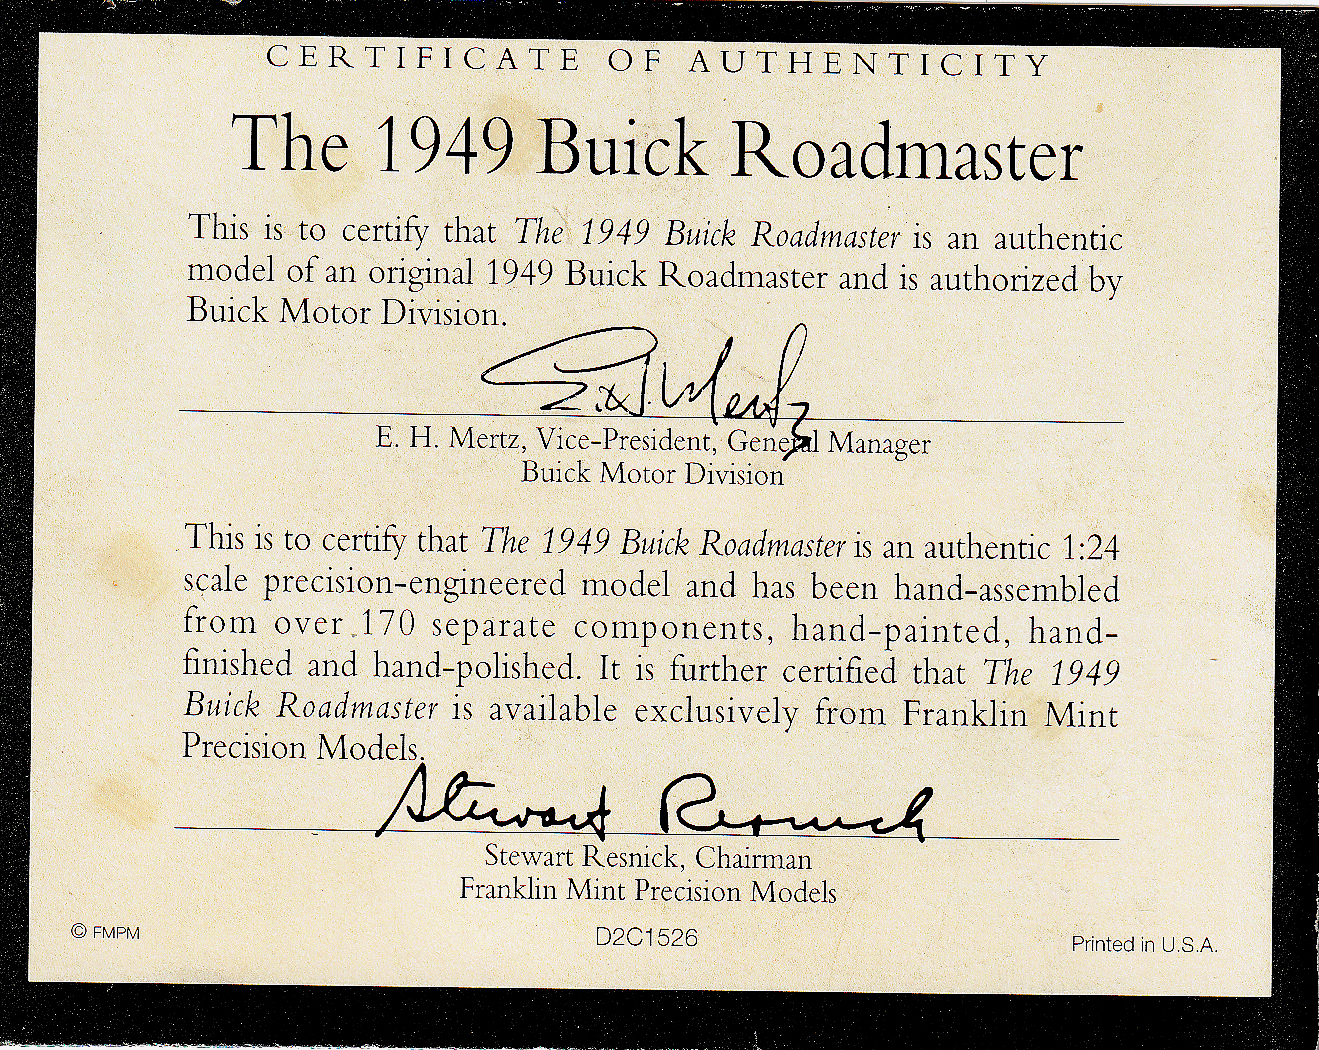 CERTIFICATE OF AUTHENTICITY
The 1949 Buick Roadmaster
This is to certify that The 1949 Buick Roadmaster is an authentic
model of an original 1949 Buick Roadmaster and is authorized by
Buick Motor Division.
E. H. Mertz
E. H. Mertz, Vice-President, General Manager
Buick Motor Division
This is to certify that The 1949 Buick Roadmaster is an authentic 1:24
scale precision-engineered model and has been hand-assembled
from over 170 separate components, hand-painted, hand-
finished and hand-polished. It is further certified that The 1949
Buick Roadmaster is available exclusively from Franklin Mint
Precision Models.
Stewart Resnick
Stewart Resnick, Chairman
Franklin Mint Precision Models
© FMPM
D2C1526
Printed in U.S.A.